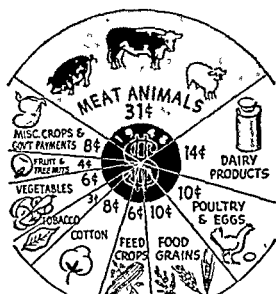 MEAT ANIMALS
31¢
14¢
DAIRY
PRODUCTS
10¢
POULTRY
& EGGS
10¢
FOOD
GRAINS
6¢
FEED
CROPS
8¢
COTTON
3¢
TOBACCO
6¢
VEGETABLES
4¢
FRUIT &
TREE NUTS
8¢
MISC. CROPS &
GOV'T PAYMENTS